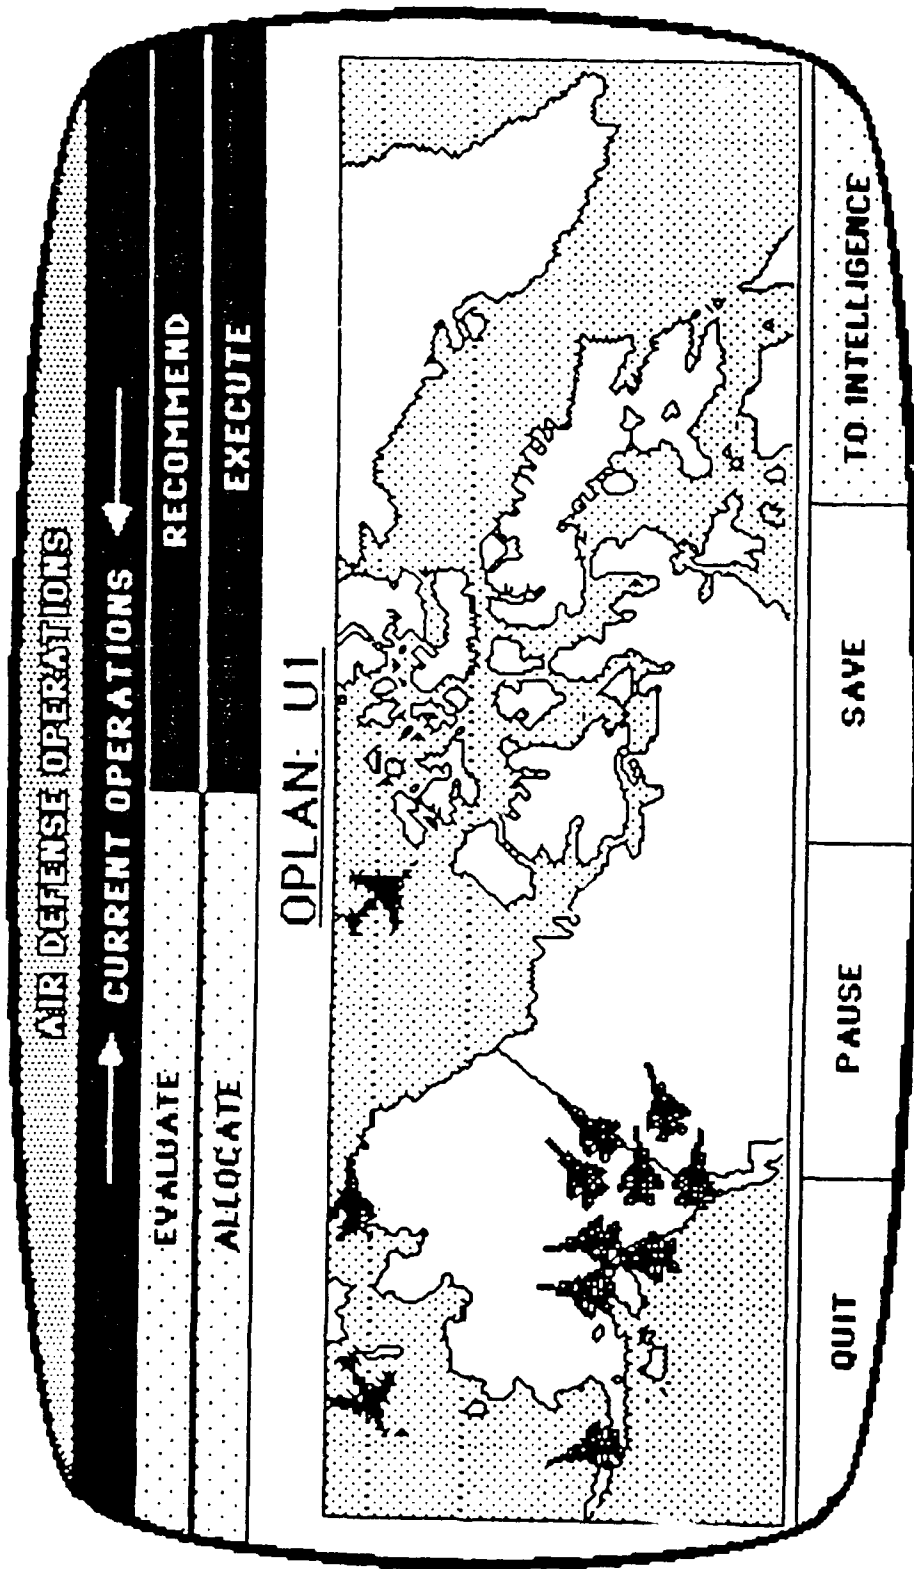 AIR DEFENSE OPERATIONS
CURRENT OPERATIONS
EVALUATE RECOMMEND
ALLOCATE EXECUTE
OPLAN: U1
QUIT PAUSE SAVE TO INTELLIGENCE